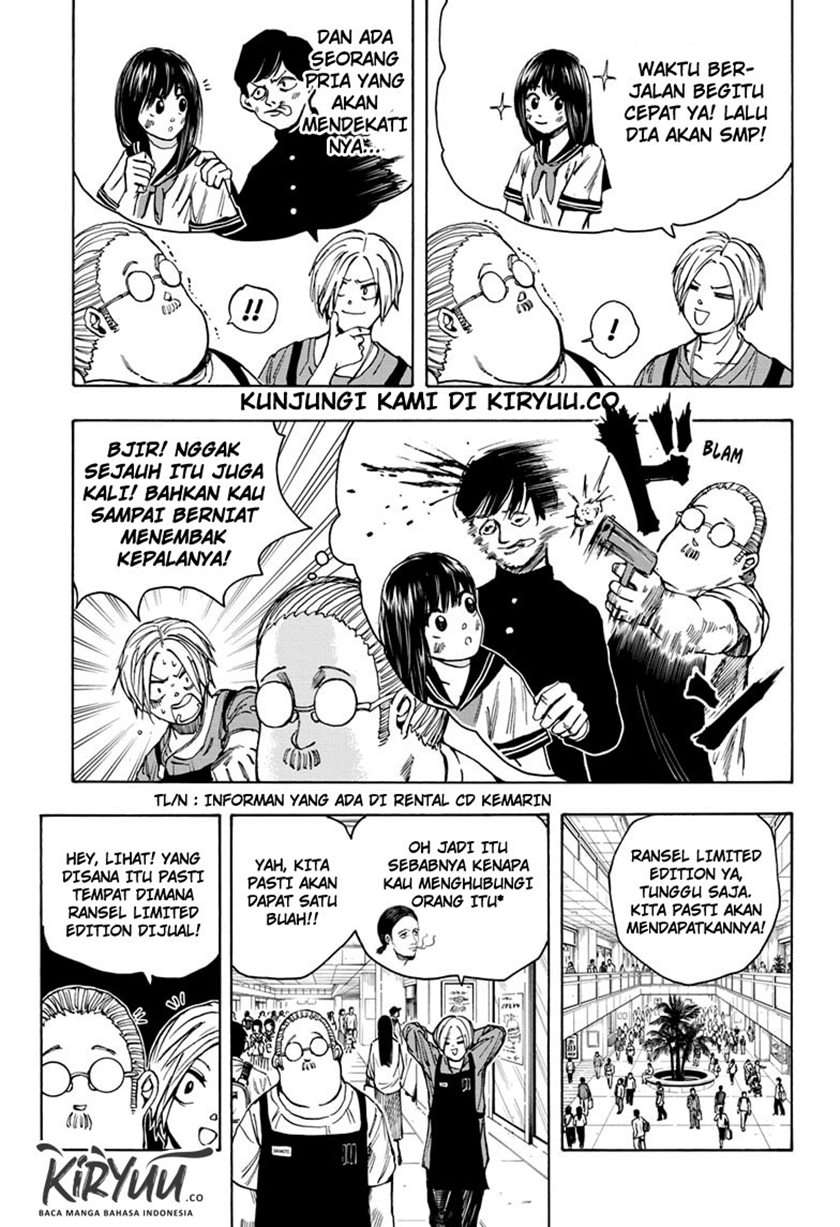 WAKTU BER-
JALAN BEGITU
CEPAT YA! LALU
DIA AKAN SMP!
!
DAN ADA
SEORANG
PRIA YANG
AKAN
MENDEKATI
NYA...
!!
KUNJUNGI KAMI DI KIRYUU.CO
BLAM
BJIR! NGGAK
SEJAUH ITU JUGA
KALI! BAHKAN KAU
SAMPAI BERNIAT
MENEMBAK
KEPALANYA!
TL/N : INFORMAN YANG ADA DI RENTAL CD KEMARIN
RANSEL LIMITED
EDITION YA,
TUNGGU SAJA.
KITA PASTI AKAN
MENDAPATKANNYA!
OH JADI ITU
SEBABNYA KENAPA
KAU MENGHUBUNGI
ORANG ITU*
YAH, KITA
PASTI AKAN
DAPAT SATU
BUAH!!
HEY, LIHAT! YANG
DISANA ITU PASTI
TEMPAT DIMANA
RANSEL LIMITED
EDITION DIJUAL!
KIRYUU.CO
BACA MANGA BAHASA INDONESIA